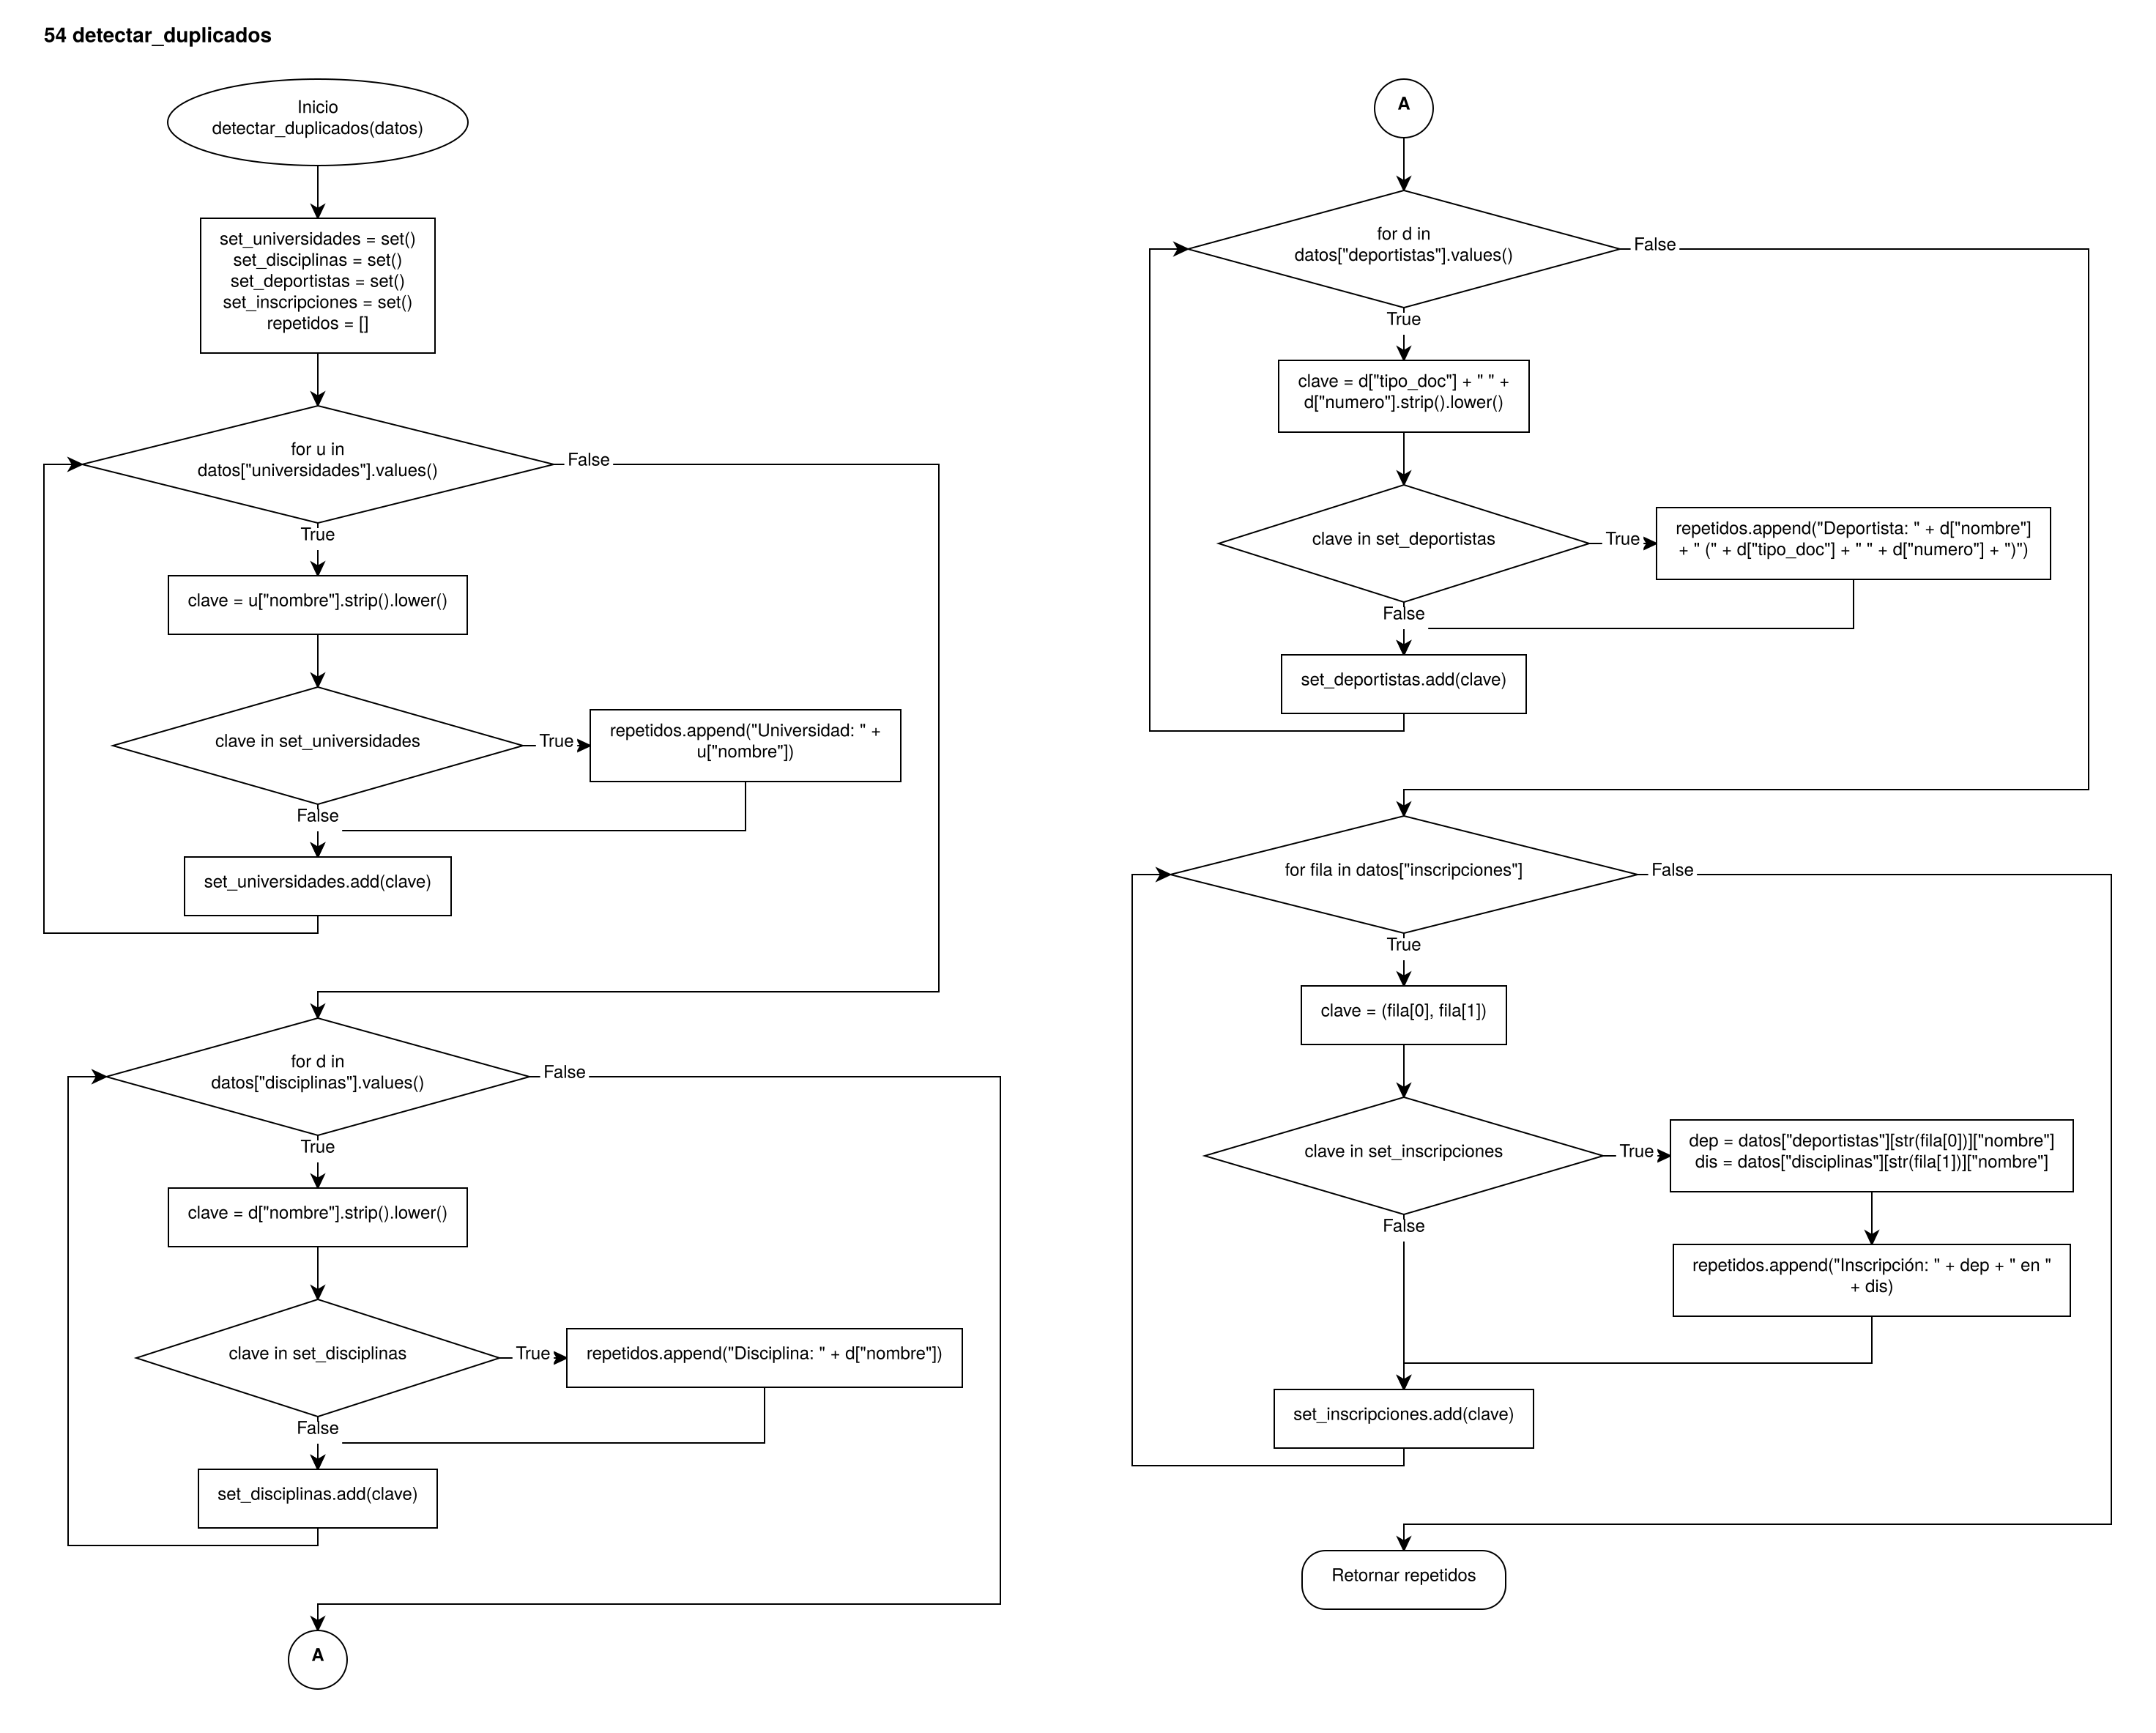 54 detectar_duplicados
Inicio
detectar_duplicados(datos)
set_universidades = set()
set_disciplinas = set()
set_deportistas = set()
set_inscripciones = set()
repetidos = []
for u in
datos["universidades"].values()
False
True
clave = u["nombre"].strip().lower()
clave in set_universidades
True
repetidos.append("Universidad: " +
u["nombre"])
False
set_universidades.add(clave)
for d in
datos["disciplinas"].values()
False
True
clave = d["nombre"].strip().lower()
clave in set_disciplinas
True
repetidos.append("Disciplina: " + d["nombre"])
False
set_disciplinas.add(clave)
A
A
for d in
datos["deportistas"].values()
False
True
clave = d["tipo_doc"] + " " +
d["numero"].strip().lower()
clave in set_deportistas
True
repetidos.append("Deportista: " + d["nombre"]
+ " (" + d["tipo_doc"] + " " + d["numero"] + ")")
False
set_deportistas.add(clave)
for fila in datos["inscripciones"]
False
True
clave = (fila[0], fila[1])
clave in set_inscripciones
True
dep = datos["deportistas"][str(fila[0])]["nombre"]
dis = datos["disciplinas"][str(fila[1])]["nombre"]
False
repetidos.append("Inscripción: " + dep + " en "
+ dis)
set_inscripciones.add(clave)
Retornar repetidos